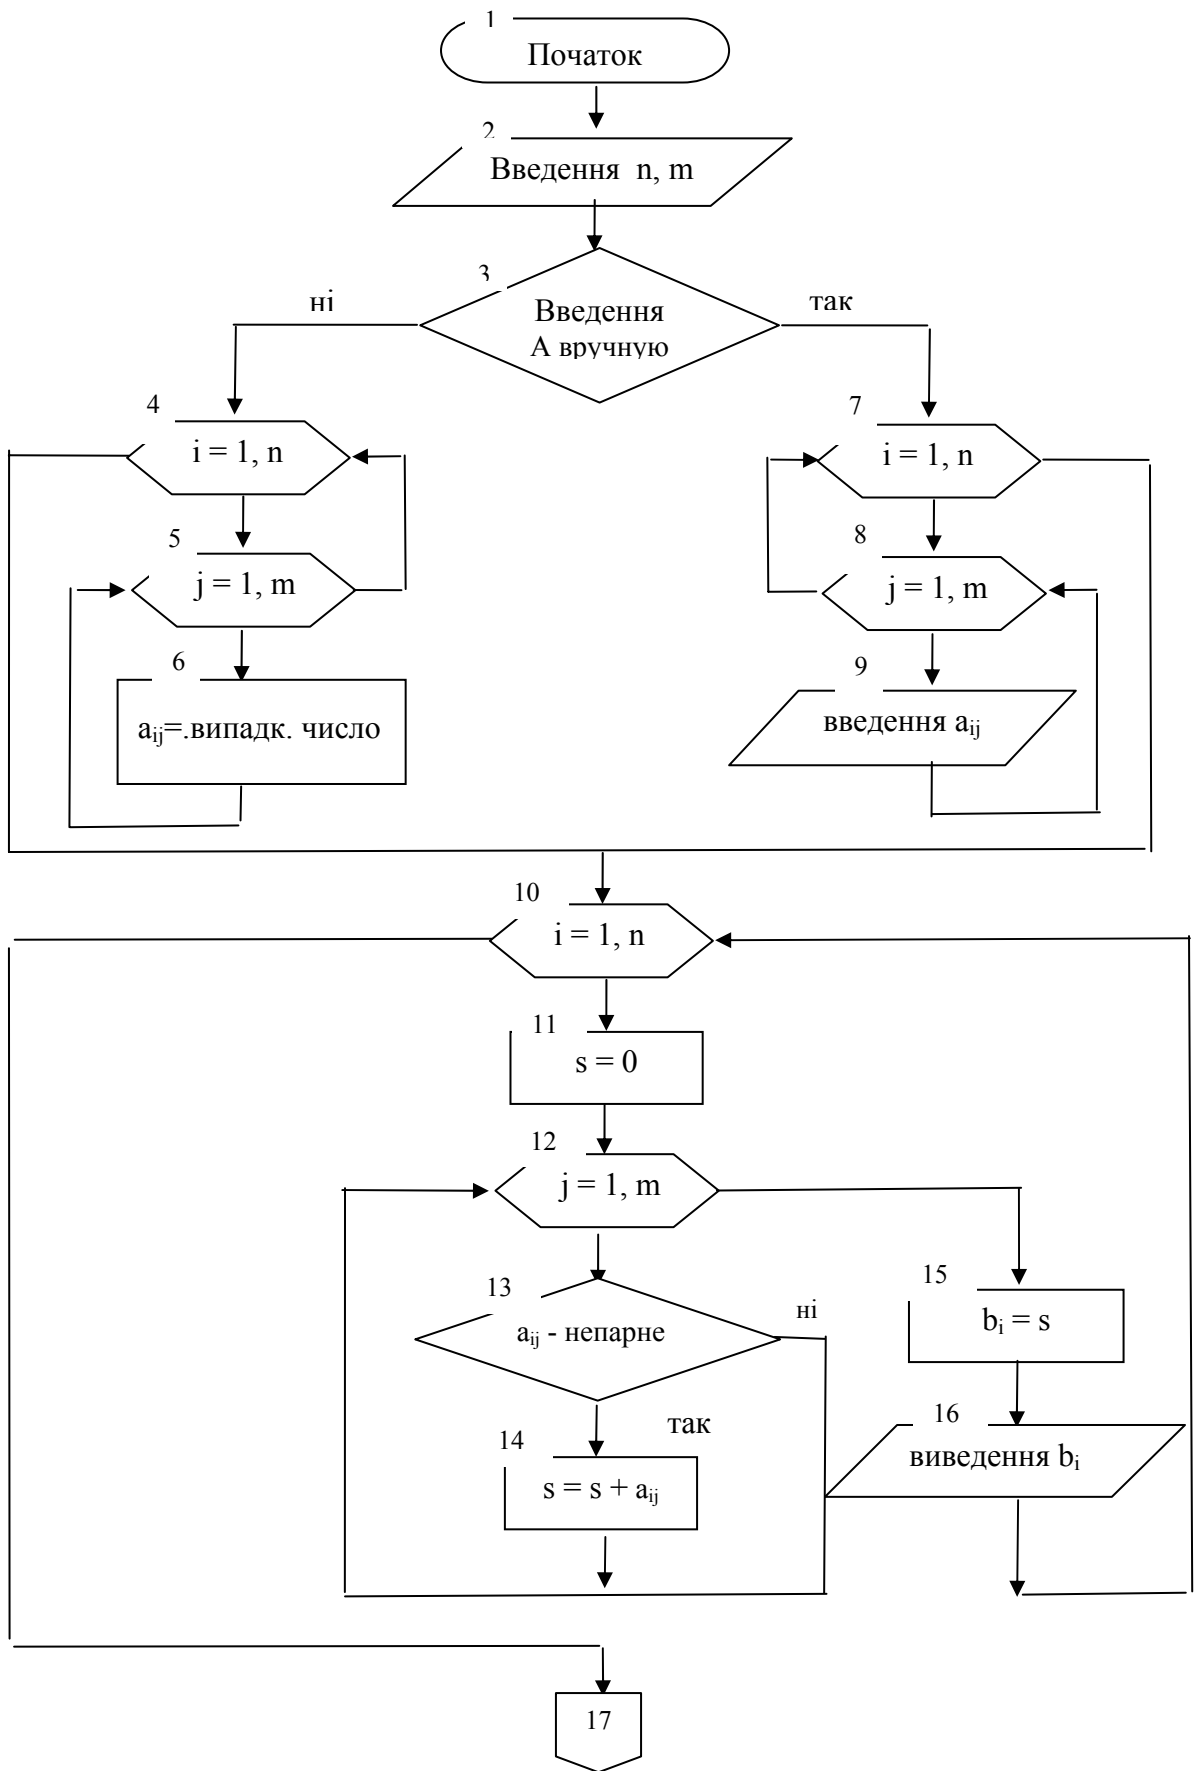 1
Початок
2
Введення n, m
3
ні
так
Введення
А вручную
4
i = 1, n
7
i = 1, n
5
j = 1, m
8
j = 1, m
6
aij=.випадк. число
9
введення aij
10
i = 1, n
11
s = 0
12
j = 1, m
13
aij - непарне
ні
15
bi = s
так
14
s = s + aij
16
виведення bi
17